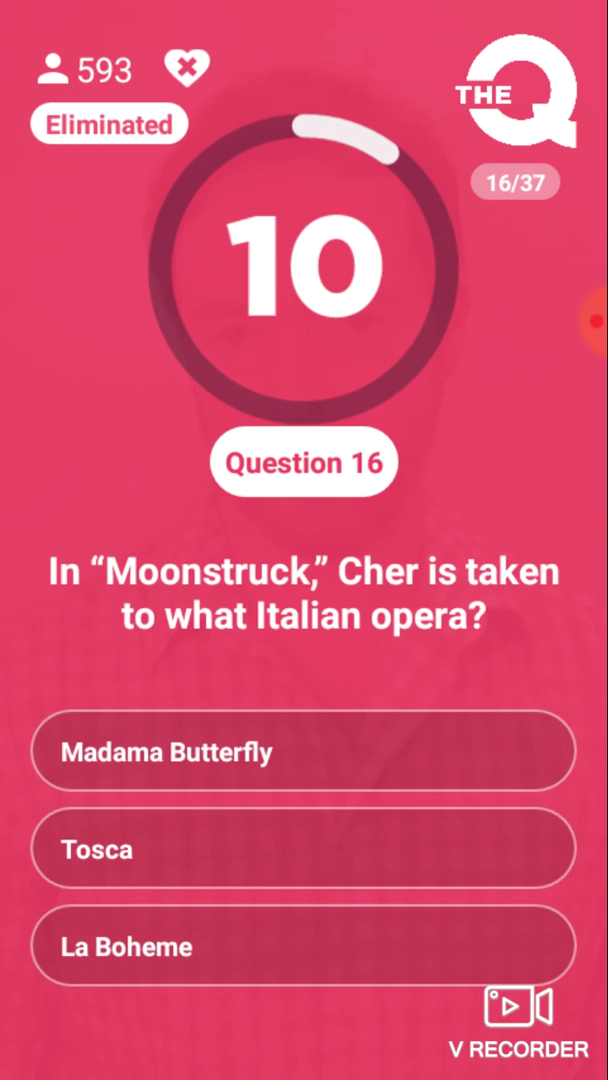 593
Eliminated
THE Q
16/37
10
Question 16
In “Moonstruck,” Cher is taken
to what Italian opera?
Madama Butterfly
Tosca
La Boheme
V RECORDER